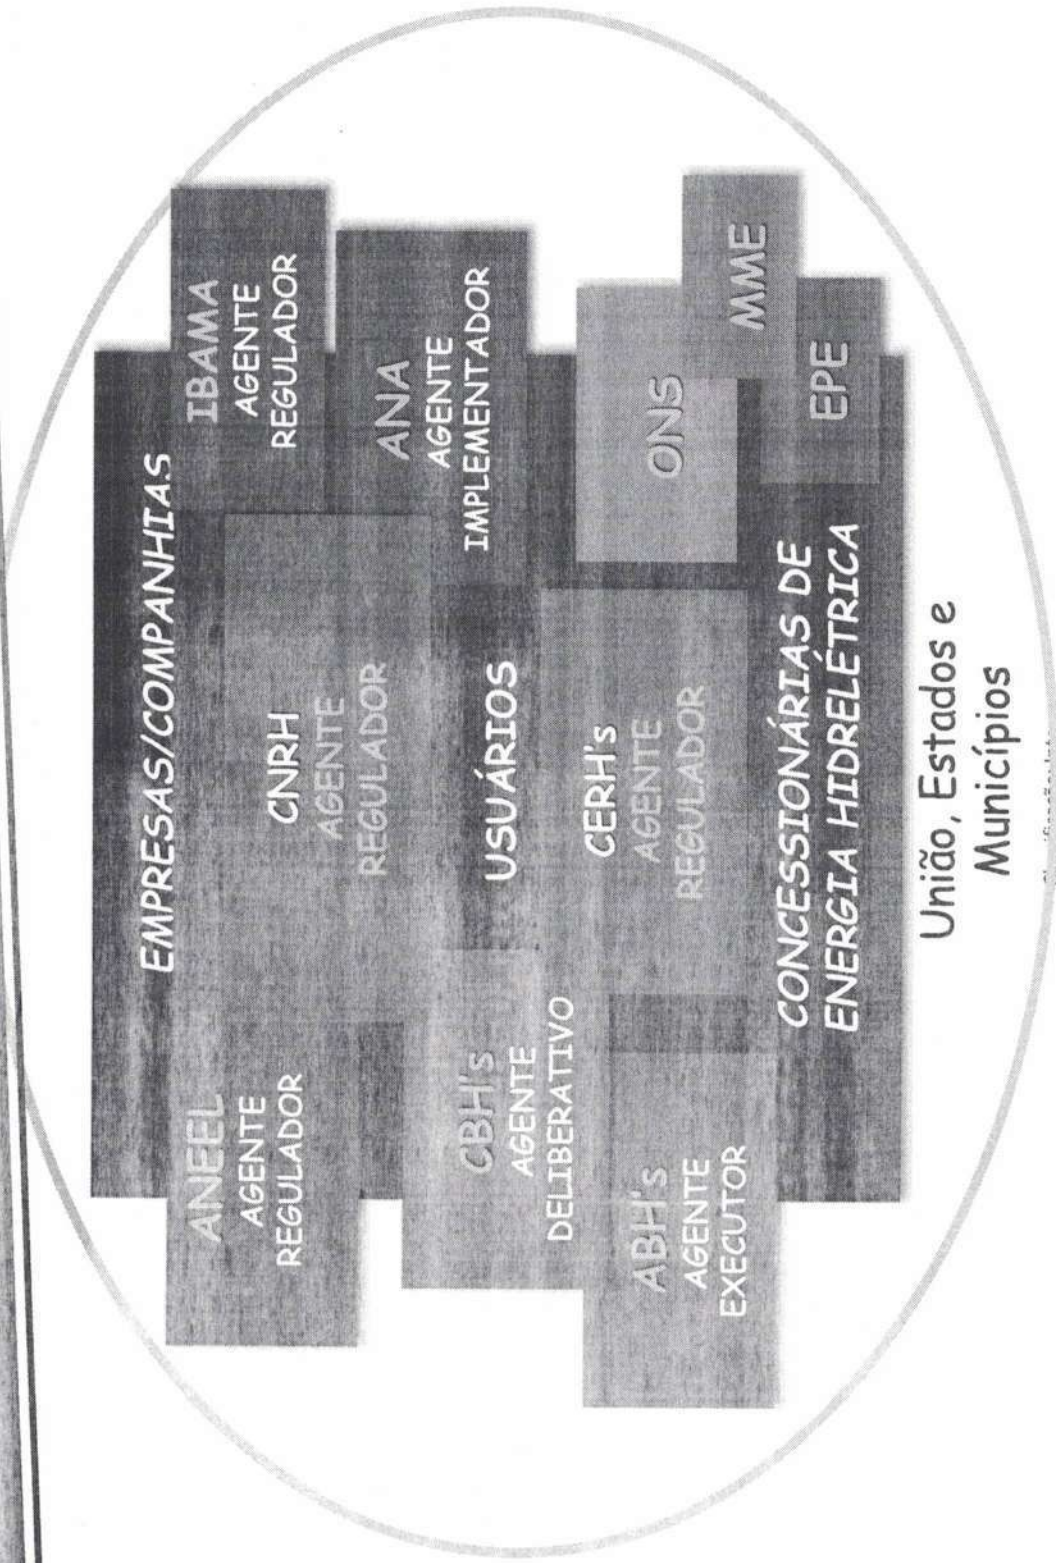 EMPRESAS/COMPANHIAS
ANEEL
AGENTE
REGULADOR
CNRH
AGENTE
REGULADOR
IBAMA
AGENTE
REGULADOR
ANA
AGENTE
IMPLEMENTADOR
CBH's
AGENTE
DELIBERATIVO
USUÁRIOS
ABH's
AGENTE
EXECUTOR
CERH's
AGENTE
REGULADOR
ONS
MME
EPE
CONCESSIONÁRIAS DE
ENERGIA HIDRELÉTRICA
União, Estados e
Municípios